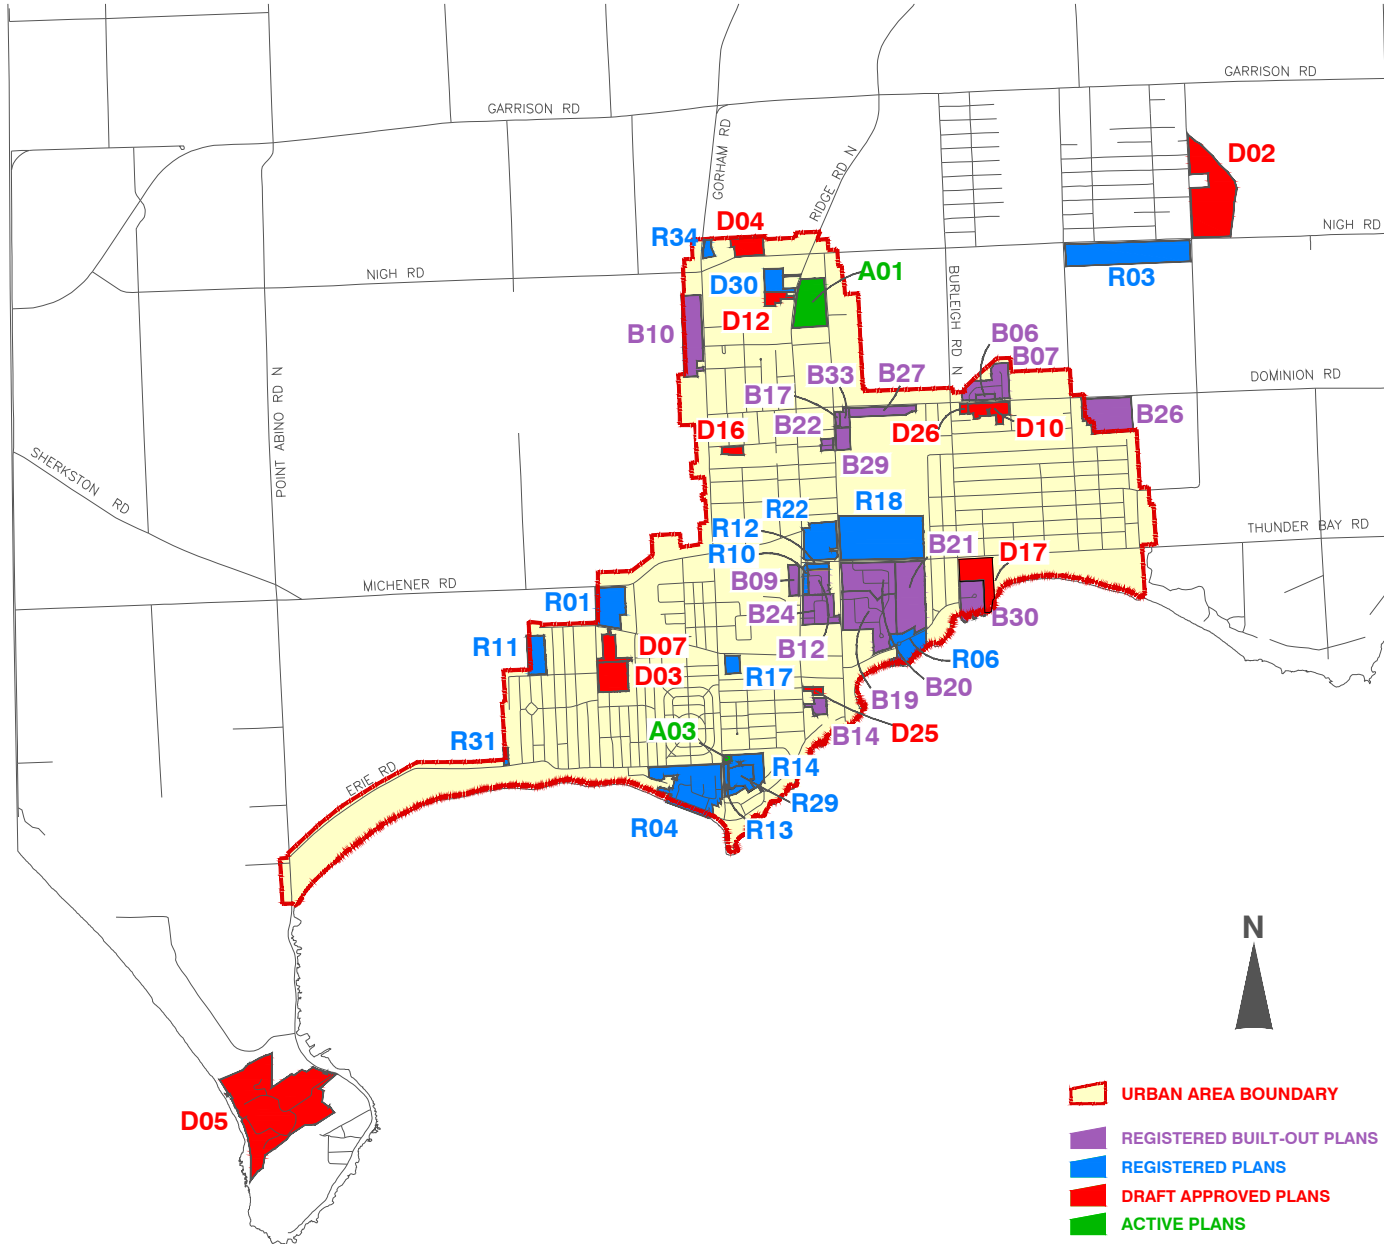 GARRISON RD
GARRISON RD
GORHAM RD
RIDGE RD N
D02
D04
R34
NIGH RD
NIGH RD
D30
A01
R03
D12
BURLEIGH RD N
B10
B06
B07
B33
B27
DOMINION RD
B17
B22
D16
D26
D10
B26
POINT ABINO RD N
SHERKSTON RD
B29
R18
R22
R12
THUNDER BAY RD
R10
B21
D17
MICHENER RD
B09
R01
B24
B30
R11
D07
B12
R06
D03
R17
B20
B19
A03
B14
D25
R31
ERIE RD
R14
R29
R04
R13
N
D05
URBAN AREA BOUNDARY
REGISTERED BUILT-OUT PLANS
REGISTERED PLANS
DRAFT APPROVED PLANS
ACTIVE PLANS